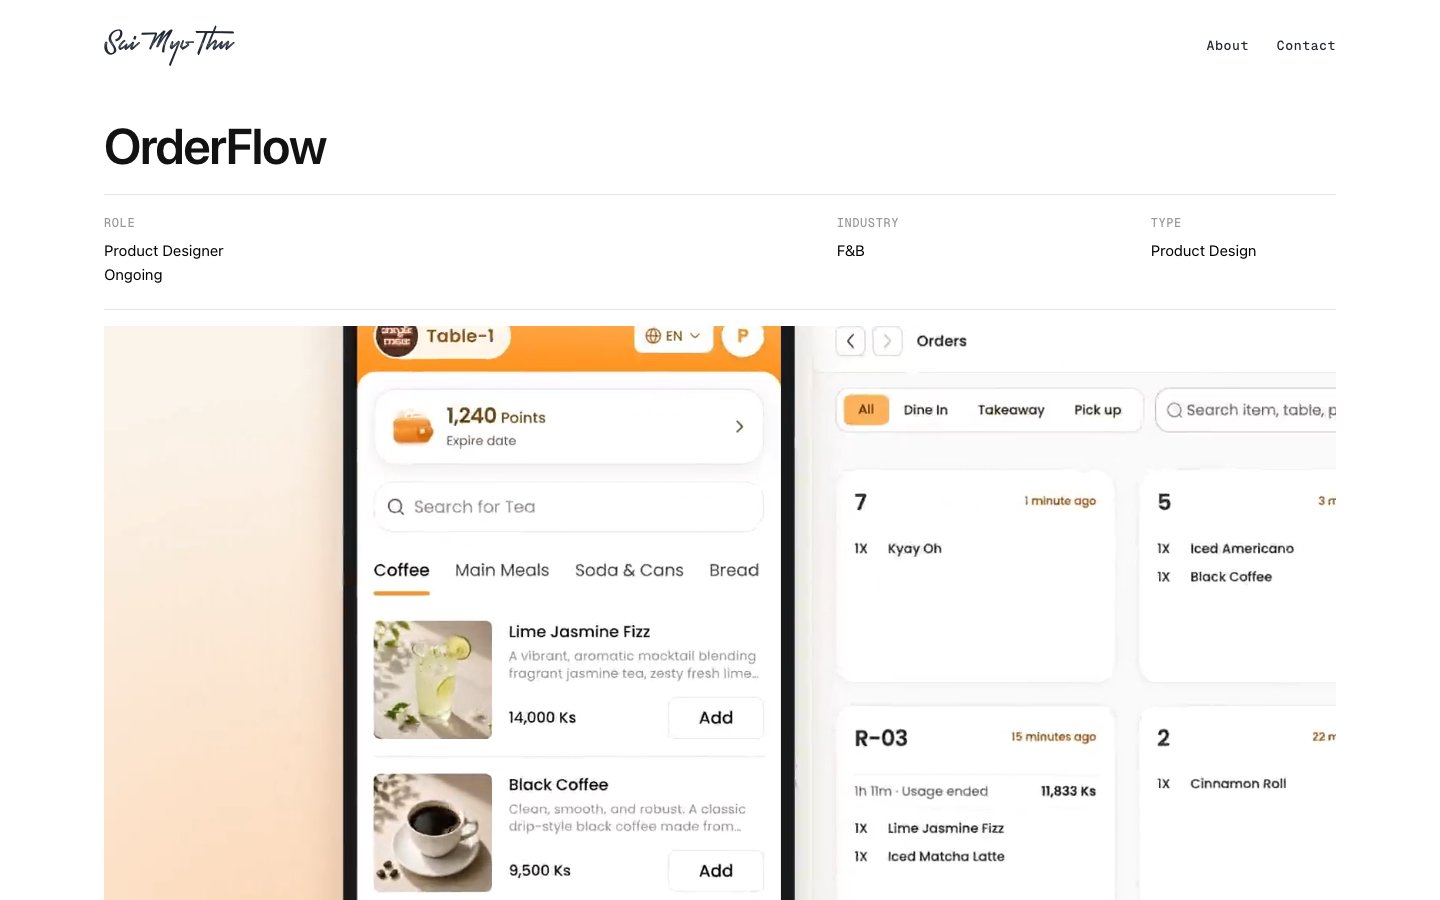 Sai Myo Thu
About
Contact
OrderFlow
ROLE
Product Designer
Ongoing
INDUSTRY
F&B
TYPE
Product Design
Table-1
EN
P
1,240 Points
Expire date
Search for Tea
Coffee
Main Meals
Soda & Cans
Bread
Lime Jasmine Fizz
A vibrant, aromatic mocktail blending
fragrant jasmine tea, zesty fresh lime...
14,000 Ks
Add
Black Coffee
Clean, smooth, and robust. A classic
drip-style black coffee made from...
9,500 Ks
Add
Orders
All
Dine In
Takeaway
Pick up
Search item, table, p
7
1 minute ago
1X Kyay Oh
5
3 m
1X Iced Americano
1X Black Coffee
R-03
15 minutes ago
1h 11m · Usage ended
11,833 Ks
1X Lime Jasmine Fizz
1X Iced Matcha Latte
2
22 m
1X Cinnamon Roll